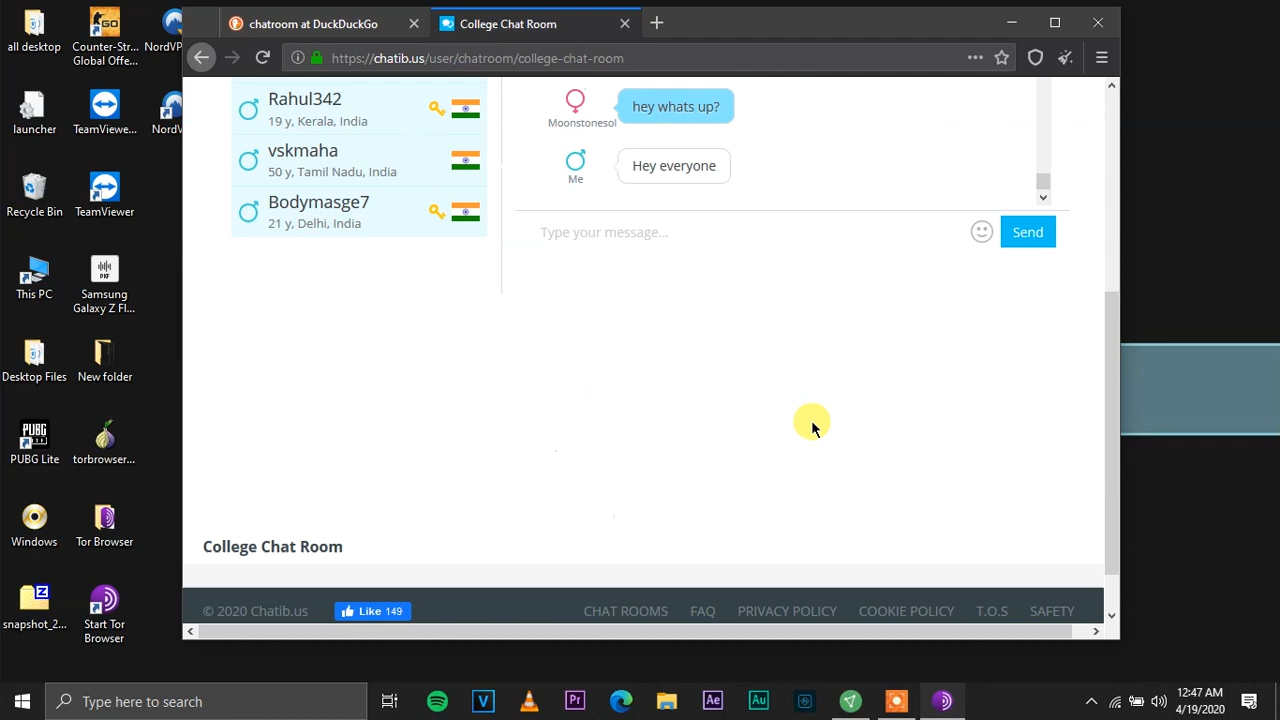 all desktop
Counter-Str...
Global Offe...
NordVP
launcher
TeamViewe...
NordV
Recycle Bin
TeamViewer
This PC
Samsung
Galaxy Z Fl...
Desktop Files
New folder
PUBG Lite
torbrowser...
Windows
Tor Browser
snapshot_2...
Start Tor
Browser
chatroom at DuckDuckGo
College Chat Room
https://chatib.us/user/chatroom/college-chat-room
Rahul342
19 y, Kerala, India
vskmaha
50 y, Tamil Nadu, India
Bodymasge7
21 y, Delhi, India
hey whats up?
Moonstonesol
Hey everyone
Me
Type your message...
Send
College Chat Room
© 2020 Chatib.us
Like 149
CHAT ROOMS FAQ PRIVACY POLICY COOKIE POLICY T.O.S SAFETY
Type here to search
12:47 AM
4/19/2020